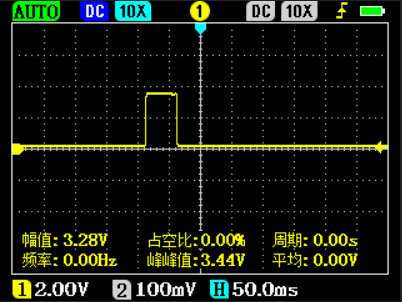 AUTO DC 10X 1 DC 10X
幅值: 3.28V 占空比: 0.00% 周期: 0.00s
频率: 0.00Hz 峰峰值: 3.44V 平均: 0.00V
1 2.00V 2 100mV H 50.0ms